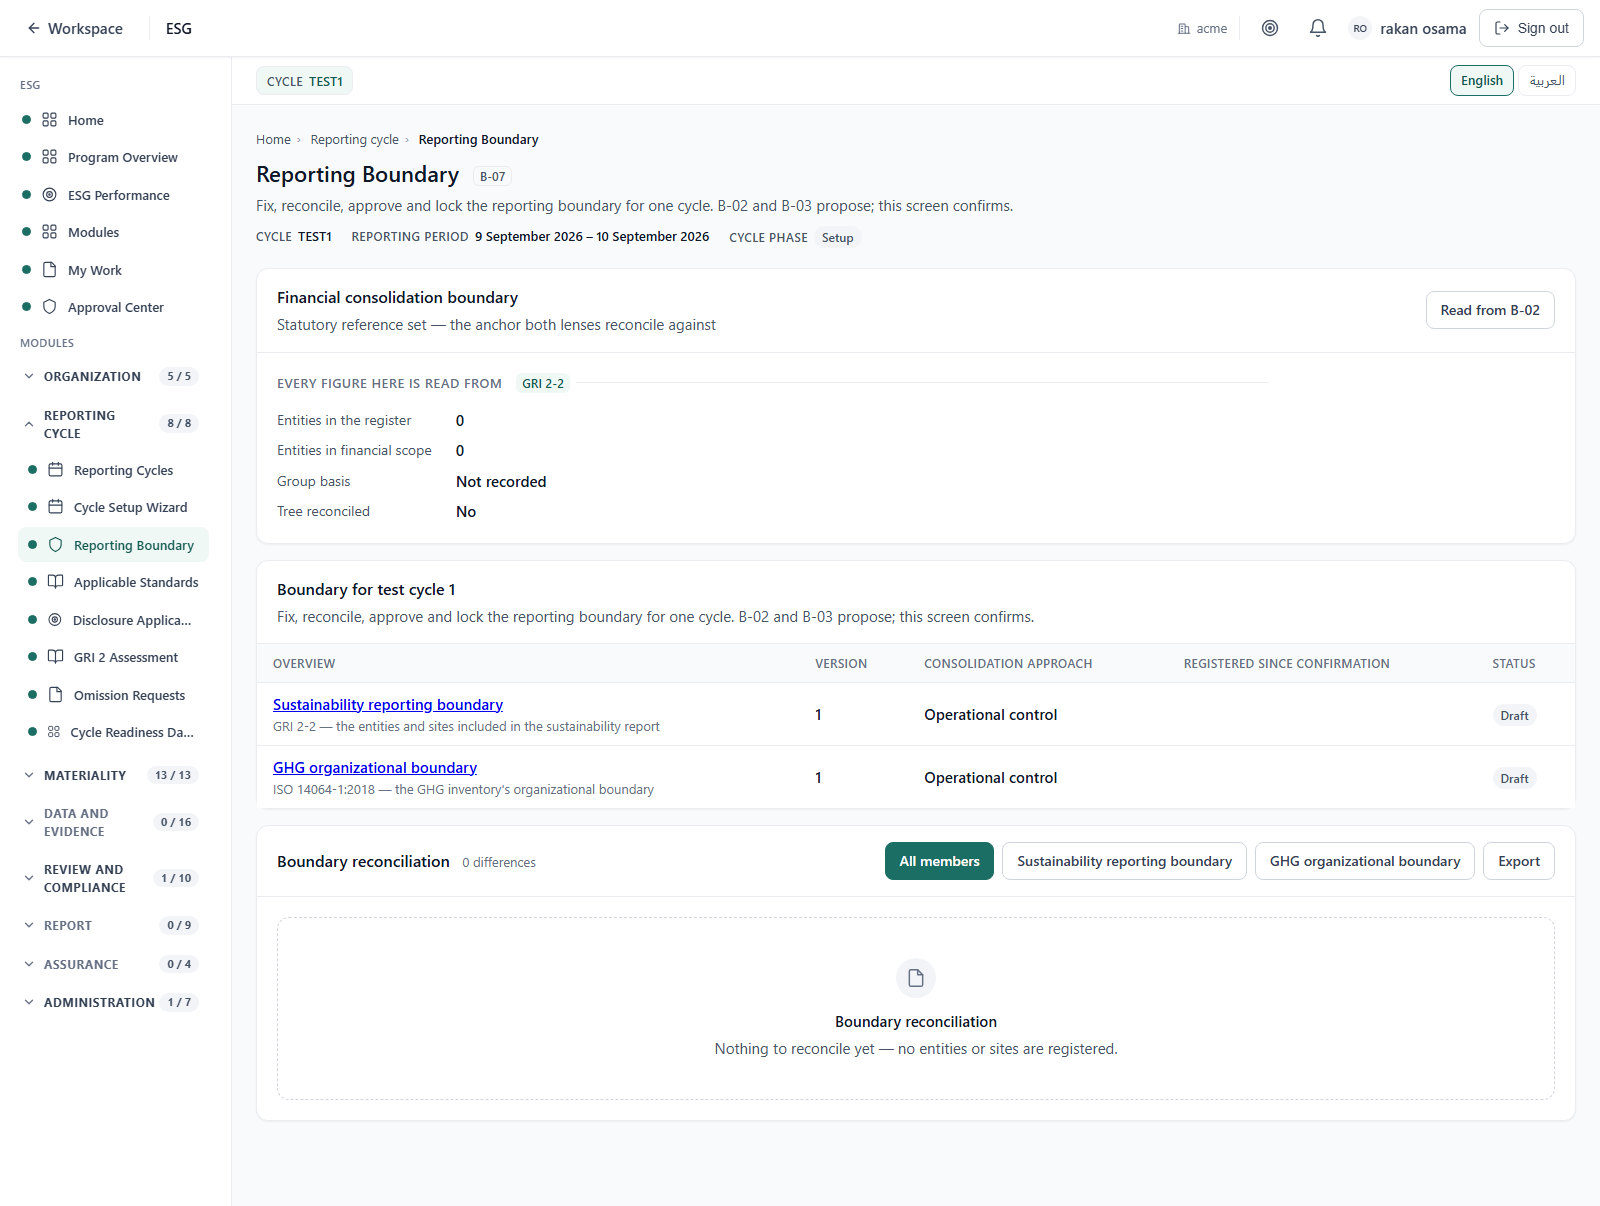 Workspace
ESG
acme
RO
rakan osama
Sign out
CYCLE TEST1
English
العربية
ESG
Home
Program Overview
ESG Performance
Modules
My Work
Approval Center
MODULES
ORGANIZATION 5 / 5
REPORTING CYCLE 8 / 8
Reporting Cycles
Cycle Setup Wizard
Reporting Boundary
Applicable Standards
Disclosure Applica...
GRI 2 Assessment
Omission Requests
Cycle Readiness Da...
MATERIALITY 13 / 13
DATA AND EVIDENCE 0 / 16
REVIEW AND COMPLIANCE 1 / 10
REPORT 0 / 9
ASSURANCE 0 / 4
ADMINISTRATION 1 / 7
Home › Reporting cycle › Reporting Boundary
Reporting Boundary B-07
Fix, reconcile, approve and lock the reporting boundary for one cycle. B-02 and B-03 propose; this screen confirms.
CYCLE TEST1 REPORTING PERIOD 9 September 2026 – 10 September 2026 CYCLE PHASE Setup
Financial consolidation boundary
Statutory reference set — the anchor both lenses reconcile against
Read from B-02
EVERY FIGURE HERE IS READ FROM GRI 2-2
Entities in the register 0
Entities in financial scope 0
Group basis Not recorded
Tree reconciled No
Boundary for test cycle 1
Fix, reconcile, approve and lock the reporting boundary for one cycle. B-02 and B-03 propose; this screen confirms.
OVERVIEW VERSION CONSOLIDATION APPROACH REGISTERED SINCE CONFIRMATION STATUS
Sustainability reporting boundary 1 Operational control Draft
GRI 2-2 — the entities and sites included in the sustainability report
GHG organizational boundary 1 Operational control Draft
ISO 14064-1:2018 — the GHG inventory's organizational boundary
Boundary reconciliation 0 differences
All members
Sustainability reporting boundary
GHG organizational boundary
Export
Boundary reconciliation
Nothing to reconcile yet — no entities or sites are registered.